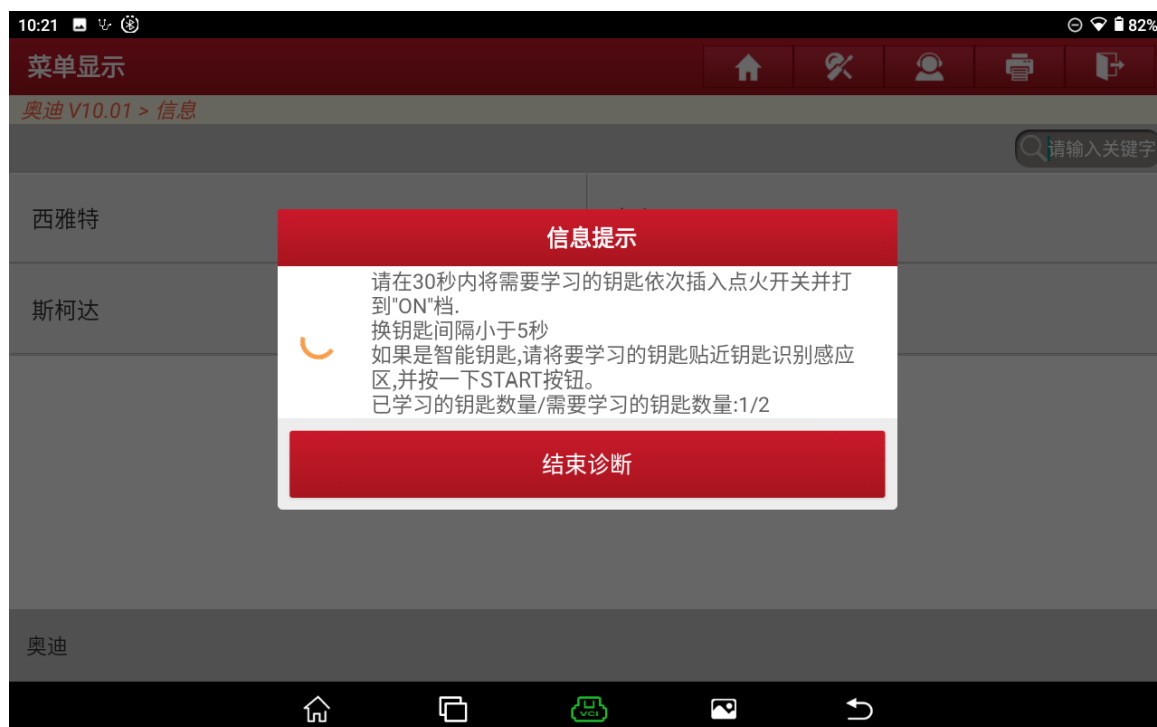 10:21
82%
菜单显示
奥迪 V10.01 > 信息
请输入关键字
西雅特
斯柯达
信息提示
请在30秒内将需要学习的钥匙依次插入点火开关并打
到"ON"档.
换钥匙间隔小于5秒
如果是智能钥匙,请将要学习的钥匙贴近钥匙识别感应
区,并按一下START按钮。
已学习的钥匙数量/需要学习的钥匙数量:1/2
结束诊断
奥迪
VCI